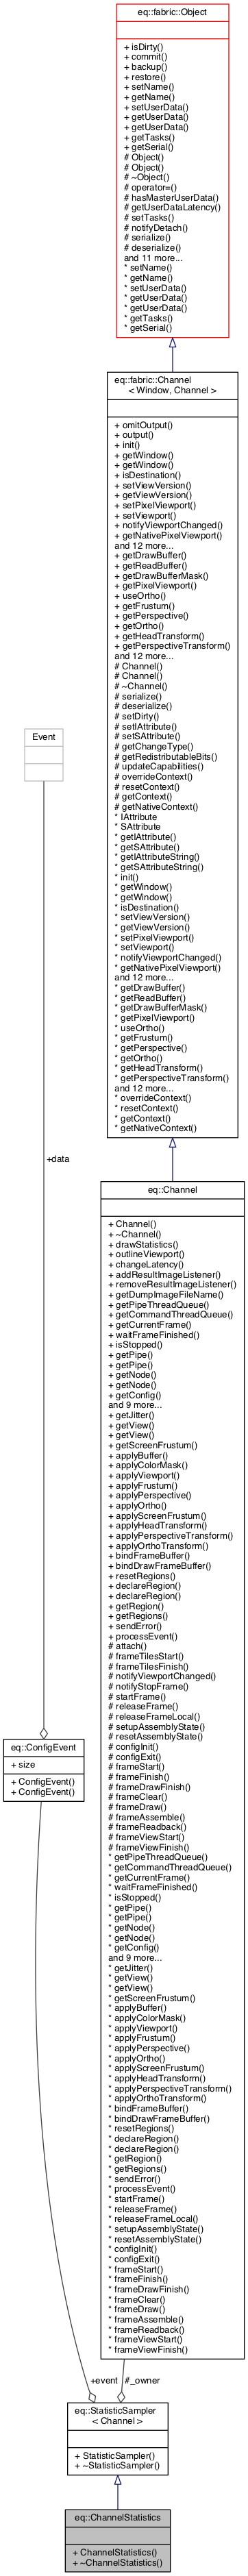 eq::fabric::Object
+ isDirty()
+ commit()
+ backup()
+ restore()
+ setName()
+ getName()
+ setUserData()
+ getUserData()
+ getUserData()
+ getTasks()
+ getSerial()
# Object()
# Object()
# ~Object()
# operator=()
# hasMasterUserData()
# getUserDataLatency()
# setTasks()
# notifyDetach()
# serialize()
# deserialize()
and 11 more...
* setName()
* getName()
* setUserData()
* getUserData()
* getUserData()
* getTasks()
* getSerial()
eq::fabric::Channel
< Window, Channel >
+ omitOutput()
+ output()
+ init()
+ getWindow()
+ getWindow()
+ isDestination()
+ setViewVersion()
+ getViewVersion()
+ setPixelViewport()
+ setViewport()
+ notifyViewportChanged()
+ getNativePixelViewport()
and 12 more...
+ getDrawBuffer()
+ getReadBuffer()
+ getDrawBufferMask()
+ getPixelViewport()
+ useOrtho()
+ getFrustum()
+ getPerspective()
+ getOrtho()
+ getHeadTransform()
+ getPerspectiveTransform()
and 12 more...
# Channel()
# Channel()
# ~Channel()
# serialize()
# deserialize()
# setDirty()
# setIAttribute()
# setSAttribute()
# getChangeType()
# getRedistributableBits()
# updateCapabilities()
# overrideContext()
# resetContext()
# getContext()
# getNativeContext()
* IAttribute
* SAttribute
* getIAttribute()
* getSAttribute()
* getIAttributeString()
* getSAttributeString()
* init()
* getWindow()
* getWindow()
* isDestination()
* setViewVersion()
* getViewVersion()
* setPixelViewport()
* setViewport()
* notifyViewportChanged()
* getNativePixelViewport()
and 12 more...
* getDrawBuffer()
* getReadBuffer()
* getDrawBufferMask()
* getPixelViewport()
* useOrtho()
* getFrustum()
* getPerspective()
* getOrtho()
* getHeadTransform()
* getPerspectiveTransform()
and 12 more...
* overrideContext()
* resetContext()
* getContext()
* getNativeContext()
Event
+data
eq::Channel
+ Channel()
+ ~Channel()
+ drawStatistics()
+ outlineViewport()
+ changeLatency()
+ addResultImageListener()
+ removeResultImageListener()
+ getDumpImageFileName()
+ getPipeThreadQueue()
+ getCommandThreadQueue()
+ getCurrentFrame()
+ waitFrameFinished()
+ isStopped()
+ getPipe()
+ getPipe()
+ getNode()
+ getNode()
+ getConfig()
and 9 more...
+ getJitter()
+ getView()
+ getView()
+ getScreenFrustum()
+ applyBuffer()
+ applyColorMask()
+ applyViewport()
+ applyFrustum()
+ applyPerspective()
+ applyOrtho()
+ applyScreenFrustum()
+ applyHeadTransform()
+ applyPerspectiveTransform()
+ applyOrthoTransform()
+ bindFrameBuffer()
+ bindDrawFrameBuffer()
+ resetRegions()
+ declareRegion()
+ declareRegion()
+ getRegion()
+ getRegions()
+ sendError()
+ processEvent()
# attach()
# frameTilesStart()
# frameTilesFinish()
# notifyViewportChanged()
# notifyStopFrame()
# startFrame()
# releaseFrame()
# releaseFrameLocal()
# setupAssemblyState()
# resetAssemblyState()
# configInit()
# configExit()
# frameStart()
# frameFinish()
# frameDrawFinish()
# frameClear()
# frameDraw()
# frameAssemble()
# frameReadback()
# frameViewStart()
# frameViewFinish()
* getPipeThreadQueue()
* getCommandThreadQueue()
* getCurrentFrame()
* waitFrameFinished()
* isStopped()
* getPipe()
* getPipe()
* getNode()
* getNode()
* getConfig()
and 9 more...
* getJitter()
* getView()
* getView()
* getScreenFrustum()
* applyBuffer()
* applyColorMask()
* applyViewport()
* applyFrustum()
* applyPerspective()
* applyOrtho()
* applyScreenFrustum()
* applyHeadTransform()
* applyPerspectiveTransform()
* applyOrthoTransform()
* bindFrameBuffer()
* bindDrawFrameBuffer()
* resetRegions()
* declareRegion()
* declareRegion()
* getRegion()
* getRegions()
* sendError()
* processEvent()
* startFrame()
* releaseFrame()
* releaseFrameLocal()
* setupAssemblyState()
* resetAssemblyState()
* configInit()
* configExit()
* frameStart()
* frameFinish()
* frameDrawFinish()
* frameClear()
* frameDraw()
* frameAssemble()
* frameReadback()
* frameViewStart()
* frameViewFinish()
eq::ConfigEvent
+ size
+ ConfigEvent()
+ ConfigEvent()
+event
#_owner
eq::StatisticSampler
< Channel >
+ StatisticSampler()
+ ~StatisticSampler()
eq::ChannelStatistics
+ ChannelStatistics()
+ ~ChannelStatistics()